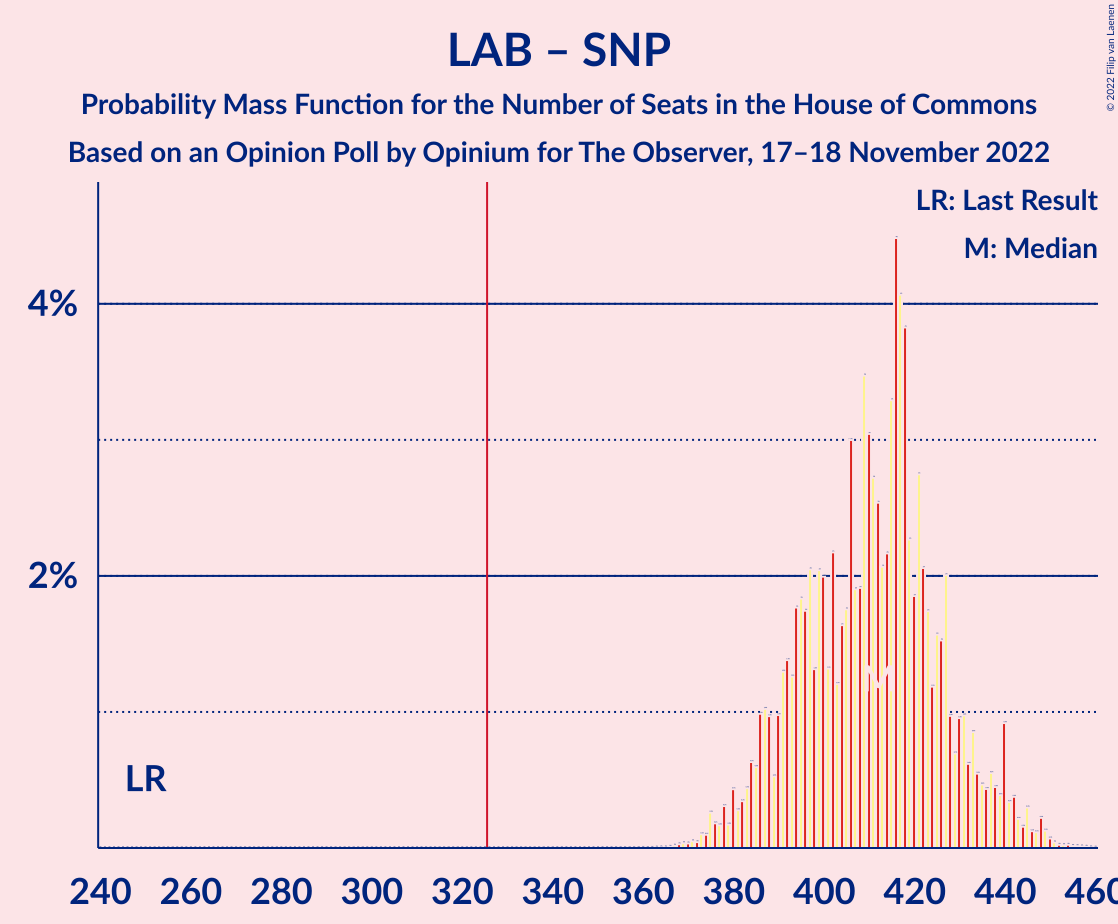 LAB – SNP
Probability Mass Function for the Number of Seats in the House of Commons
Based on an Opinion Poll by Opinium for The Observer, 17–18 November 2022
© 2022 Filip van Laenen
LR: Last Result
M: Median
4%
2%
LR
M
240 260 280 300 320 340 360 380 400 420 440 460